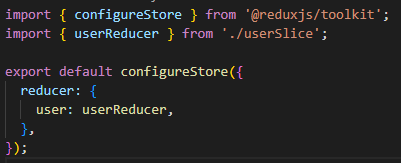 import { configureStore } from '@reduxjs/toolkit';
import { userReducer } from './userSlice';

export default configureStore({
  reducer: {
    user: userReducer,
  },
});